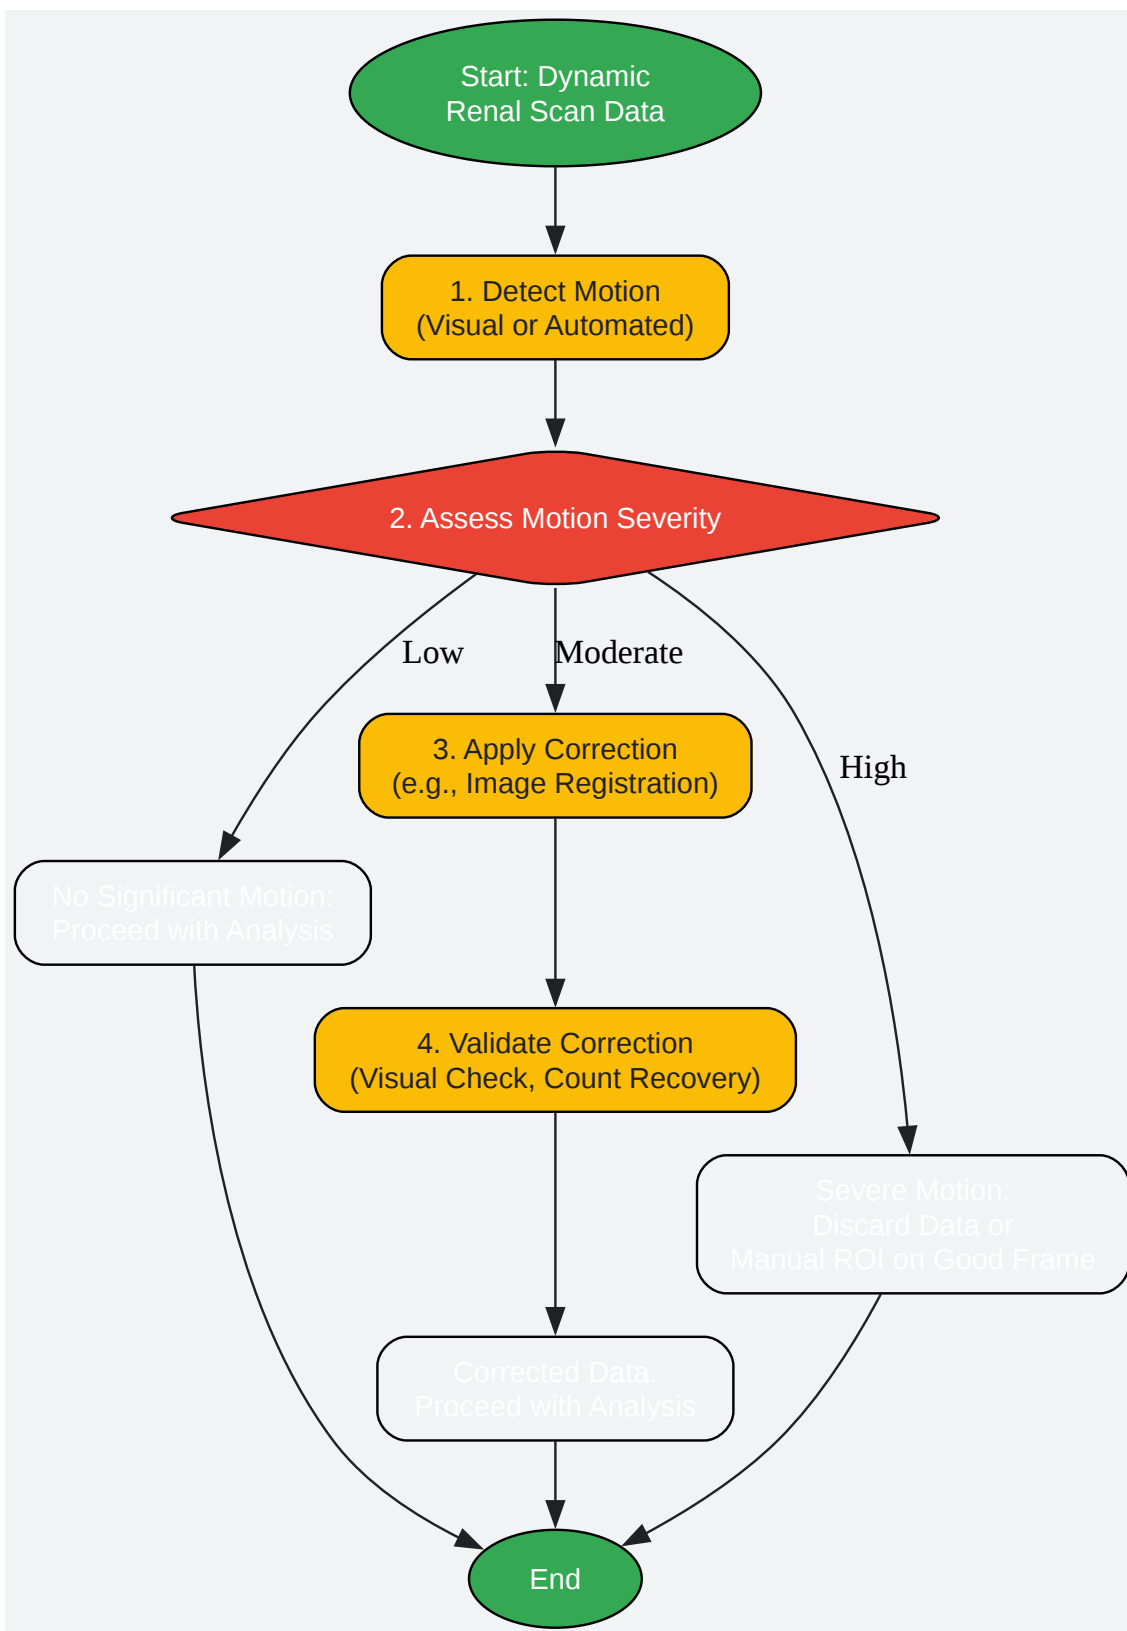 Start: Dynamic
Renal Scan Data
1. Detect Motion
(Visual or Automated)
2. Assess Motion Severity
Low
Moderate
3. Apply Correction
(e.g., Image Registration)
High
No Significant Motion:
Proceed with Analysis
4. Validate Correction
(Visual Check, Count Recovery)
Severe Motion:
Discard Data or
Manual ROI on Good Frame
Corrected Data:
Proceed with Analysis
End